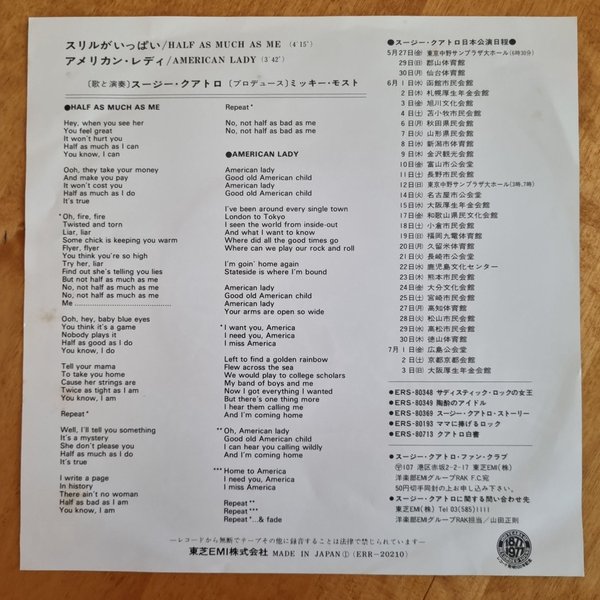 スリルがいっぱい/HALF AS MUCH AS ME (4'15")
アメリカン・レディ/AMERICAN LADY (3'42")
〔歌と演奏〕スージー・クアトロ 〔プロデュース〕ミッキー・モスト
●HALF AS MUCH AS ME
Hey, when you see her
You feel great
It won't hurt you
Half as much as I can
You know, I can
Ooh, they take your money
And make you pay
It won't cost you
Half as much as I do
It's true
*Oh, fire, fire
Twisted and torn
Liar, liar
Some chick is keeping you warm
Flyer, flyer
You think you're so high
Try her, liar
Find out she's telling you lies
But not half as much as me
No, not half as much as me
No, not half as much as me
Me ..............................
Ooh, hey, baby blue eyes
You think it's a game
Nobody plays it
Half as good as I do
You know, I do
Tell your mama
To take you home
Cause her strings are
Twice as tight as I am
You know, I am
Repeat*
Well, I'll tell you something
It's a mystery
She don't please you
Half as much as I do
It's true
I write a page
In history
There ain't no woman
Half as bad as I am
You know, I am
Repeat*
No, not half as bad as me
No, not half as bad as me
●AMERICAN LADY
American lady
Good old American child
American lady
Good old American child
I've been around every single town
London to Tokyo
I seen the world from inside-out
And what I want to know
Where did all the good times go
Where can we play our rock and roll
I'm goin' home again
Stateside is where I'm bound
American lady
Good old American child
American lady
Your arms are open so wide
*I want you, America
I need you, America
I miss America
Left to find a golden rainbow
Flew across the sea
We would play to college scholars
My band of boys and me
Now I got everything I wanted
But there's one thing more
I hear them calling me
And I'm coming home
**Oh, American lady
Good old American child
I can hear you calling wildly
I'm coming home
***Home to America
I need you, America
I miss America
Repeat**
Repeat***
Repeat*...& fade
●スージー・クアトロ日本公演日程●
5月27日(金) 東京中野サンプラザ大ホール(6時30分)
29日(日) 郡山体育館
30日(月) 仙台体育館
6月1日(水) 函館市民会館
2日(木) 札幌厚生年金会館
3日(金) 旭川文化会館
4日(土) 苫小牧市民会館
6日(月) 秋田県民会館
7日(火) 山形県民会館
8日(水) 新潟市体育館
9日(木) 金沢観光会館
10日(金) 富山市公会堂
11日(土) 長野市民会館
12日(日) 東京中野サンプラザ大ホール(3時、7時)
14日(火) 名古屋市公会堂
15日(水) 大阪厚生年金会館
17日(金) 和歌山県民文化会館
18日(土) 小倉市民会館
19日(日) 福岡九電体育館
20日(月) 久留米体育館
21日(火) 長崎市公会堂
22日(水) 鹿児島文化センター
23日(木) 熊本市民会館
24日(金) 大分文化会館
25日(土) 宮崎市民会館
27日(月) 高知体育館
28日(火) 松山市民会館
29日(水) 高松市民会館
30日(木) 徳山体育館
7月1日(金) 広島公会堂
2日(土) 京都京都会館
3日(日) 大阪厚生年金会館
●ERS-80348 サディスティック・ロックの女王
●ERS-80349 陶酔のアイドル
●ERS-80369 スージー・クアトロ・ストーリー
●ERS-80193 ママに捧げるロック
●ERS-80713 クアトロ白書
●スージー・クアトロ・ファン・クラブ
〒107 港区赤坂2-2-17 東芝EMI(株)
洋楽部EMIグループRAK F.C.宛
50円切手同封の上お申し込み下さい。
●スージー・クアトロに関する問い合わせ先
東芝EMI(株) Tel 03(585)1111
洋楽部EMIグループRAK担当/山田正則
―レコードから無断でテープその他に録音することは法律で禁じられています―
東芝EMI株式会社 MADE IN JAPAN① (ERR-20210)
1877
1977